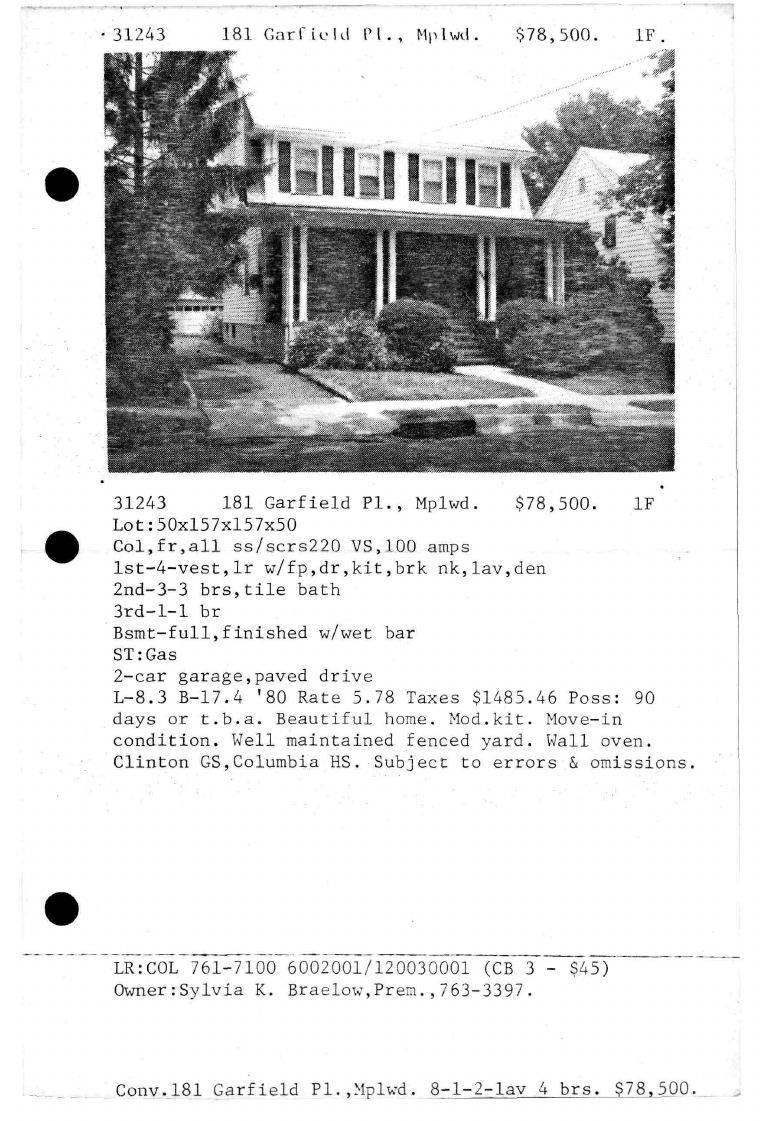 31243 181 Garfield Pl., Mplwd. $78,500. 1F.
31243 181 Garfield Pl., Mplwd. $78,500. 1F
Lot:50x157x157x50
Col,fr,all ss/scrs220 VS,100 amps
1st-4-vest,lr w/fp,dr,kit,brk nk,lav,den
2nd-3-3 brs,tile bath
3rd-1-1 br
Bsmt-full,finished w/wet bar
ST:Gas
2-car garage,paved drive
L-8.3 B-17.4 '80 Rate 5.78 Taxes $1485.46 Poss: 90
days or t.b.a. Beautiful home. Mod.kit. Move-in
condition. Well maintained fenced yard. Wall oven.
Clinton GS,Columbia HS. Subject to errors & omissions.
LR:COL 761-7100 6002001/120030001 (CB 3 - $45)
Owner:Sylvia K. Braelow,Prem.,763-3397.
Conv.181 Garfield Pl.,Mplwd. 8-1-2-lav 4 brs. $78,500.